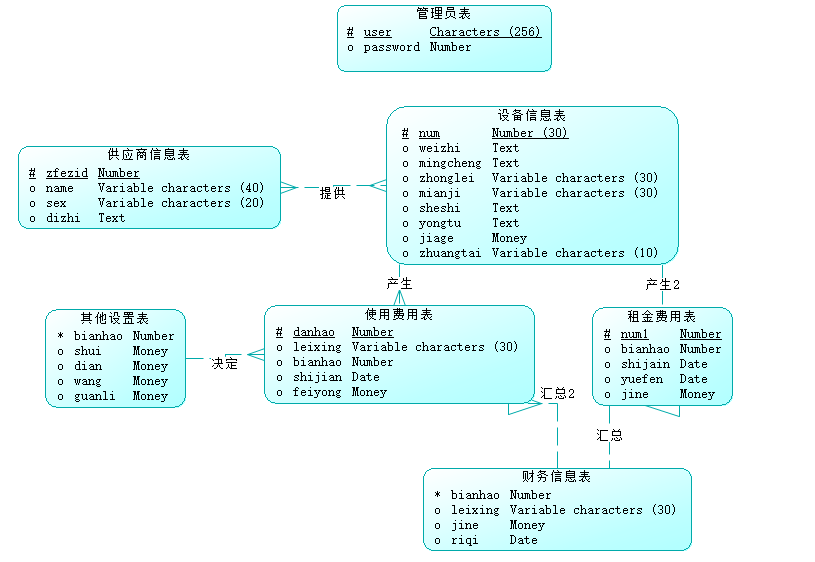 管理员表
# user Characters (256)
o password Number
设备信息表
# num Number (30)
o weizhi Text
o mingcheng Text
o zhonglei Variable characters (30)
o mianji Variable characters (30)
o sheshi Text
o yongtu Text
o jiage Money
o zhuangtai Variable characters (10)
供应商信息表
# zfezid Number
o name Variable characters (40)
o sex Variable characters (20)
o dizhi Text
提供
产生
产生2
其他设置表
* bianhao Number
o shui Money
o dian Money
o wang Money
o guanli Money
决定
使用费用表
# danhao Number
o leixing Variable characters (30)
o bianhao Number
o shijian Date
o feiyong Money
租金费用表
# num1 Number
o bianhao Number
o shijain Date
o yuefen Date
o jine Money
汇总2
汇总
财务信息表
* bianhao Number
o leixing Variable characters (30)
o jine Money
o riqi Date